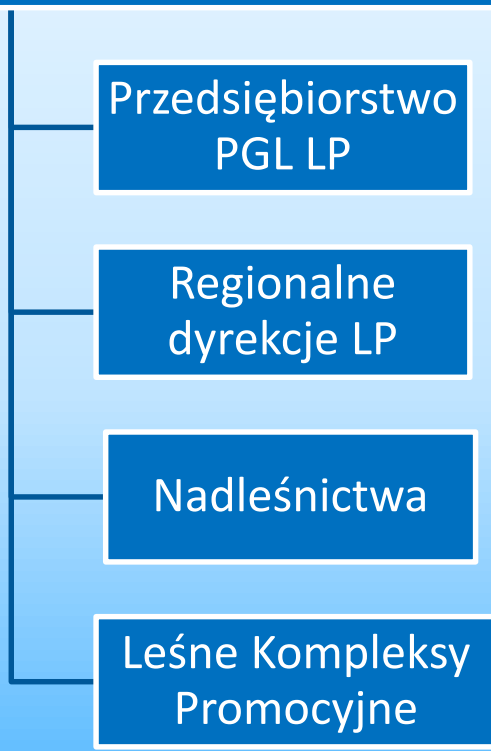 Przedsiębiorstwo
PGL LP
Regionalne
dyrekcje LP
Nadleśnictwa
Leśne Kompleksy
Promocyjne